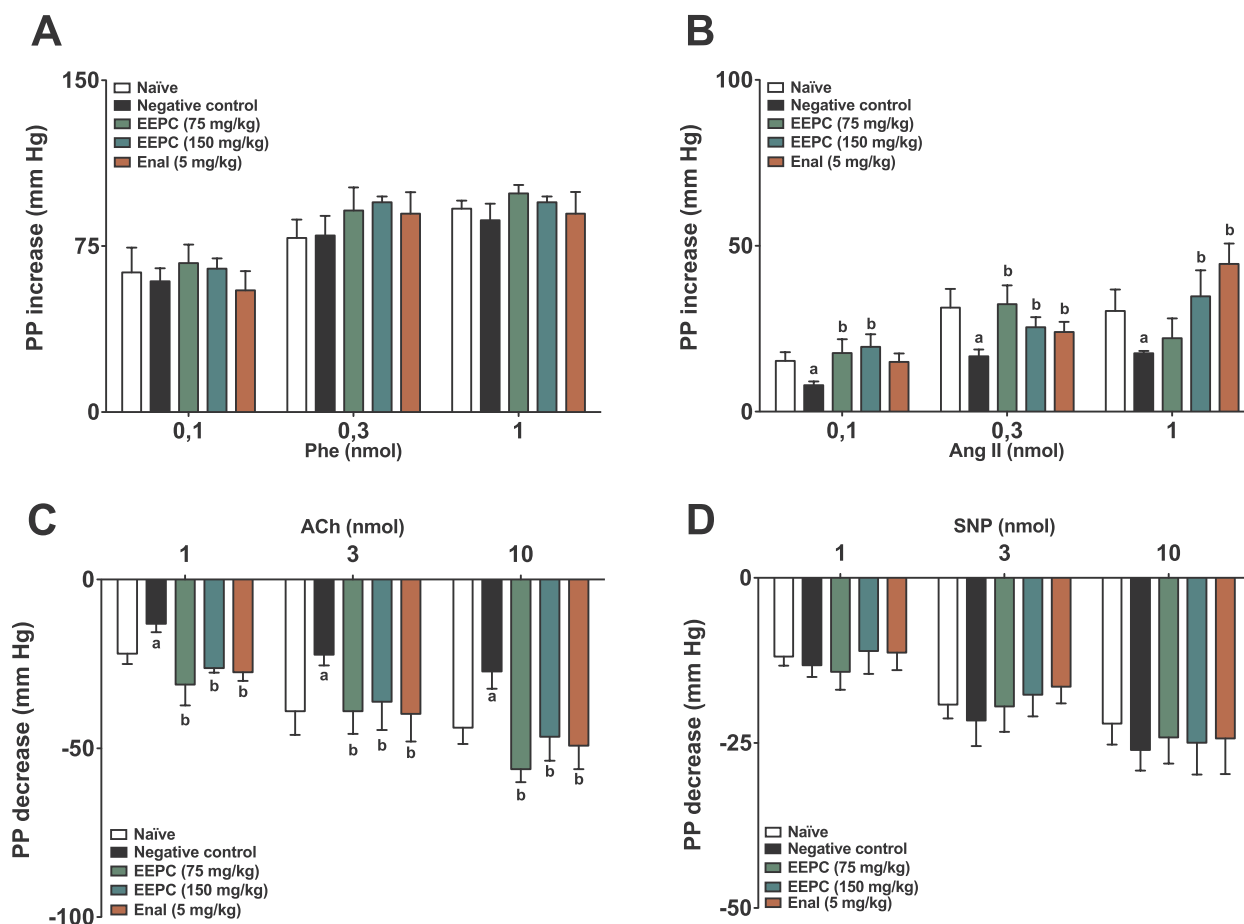 A
PP increase (mm Hg)
150
75
0
Naïve
Negative control
EEPC (75 mg/kg)
EEPC (150 mg/kg)
Enal (5 mg/kg)
0,1 0,3 1
Phe (nmol)
B
PP increase (mm Hg)
100
50
0
Naïve
Negative control
EEPC (75 mg/kg)
EEPC (150 mg/kg)
Enal (5 mg/kg)
a b b
a b b b
a b b
0,1 0,3 1
Ang II (nmol)
C
ACh (nmol)
1 3 10
PP decrease (mm Hg)
0
-50
-100
a b b b
a b b b
a b b b
Naïve
Negative control
EEPC (75 mg/kg)
EEPC (150 mg/kg)
Enal (5 mg/kg)
D
SNP (nmol)
1 3 10
PP decrease (mm Hg)
0
-25
-50
Naïve
Negative control
EEPC (75 mg/kg)
EEPC (150 mg/kg)
Enal (5 mg/kg)